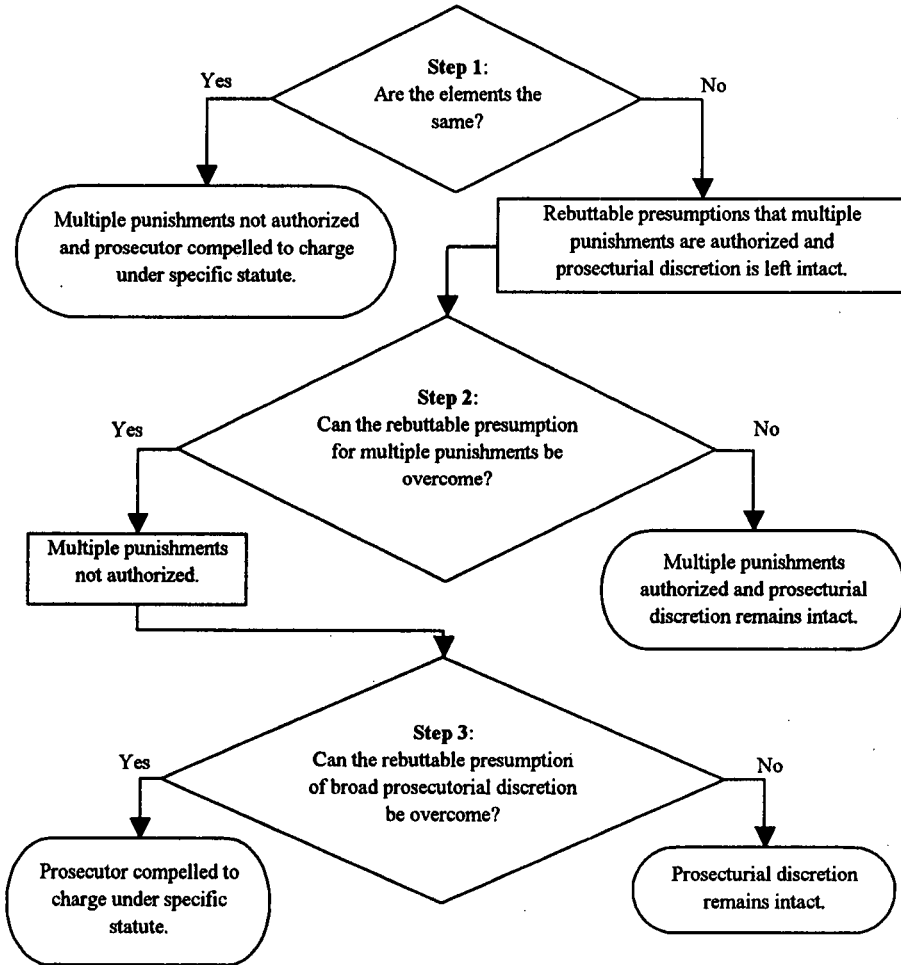 Step 1:
Are the elements the
same?
Yes
No
Multiple punishments not authorized
and prosecutor compelled to charge
under specific statute.
Rebuttable presumptions that multiple
punishments are authorized and
prosecturial discretion is left intact.
Step 2:
Can the rebuttable presumption
for multiple punishments be
overcome?
Yes
No
Multiple punishments
not authorized.
Multiple punishments
authorized and prosecturial
discretion remains intact.
Step 3:
Can the rebuttable presumption
of broad prosecutorial discretion
be overcome?
Yes
No
Prosecutor compelled to
charge under specific
statute.
Prosecturial discretion
remains intact.